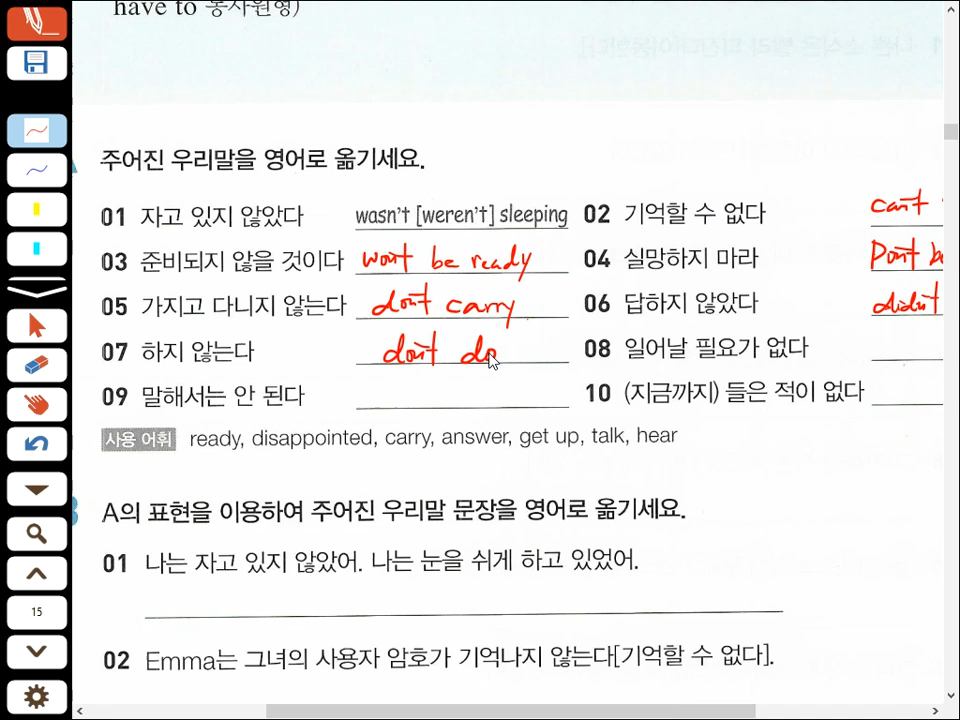 have to 동사원형)
주어진 우리말을 영어로 옮기세요.
01 자고 있지 않았다 wasn't [weren't] sleeping 02 기억할 수 없다 can't
03 준비되지 않을 것이다 won't be ready 04 실망하지 마라 Don't be
05 가지고 다니지 않는다 don't carry 06 답하지 않았다 didn't
07 하지 않는다 don't do 08 일어날 필요가 없다
09 말해서는 안 된다 10 (지금까지) 들은 적이 없다
사용 어휘 ready, disappointed, carry, answer, get up, talk, hear
A의 표현을 이용하여 주어진 우리말 문장을 영어로 옮기세요.
01 나는 자고 있지 않았어. 나는 눈을 쉬게 하고 있었어.
15
02 Emma는 그녀의 사용자 암호가 기억나지 않는다[기억할 수 없다].